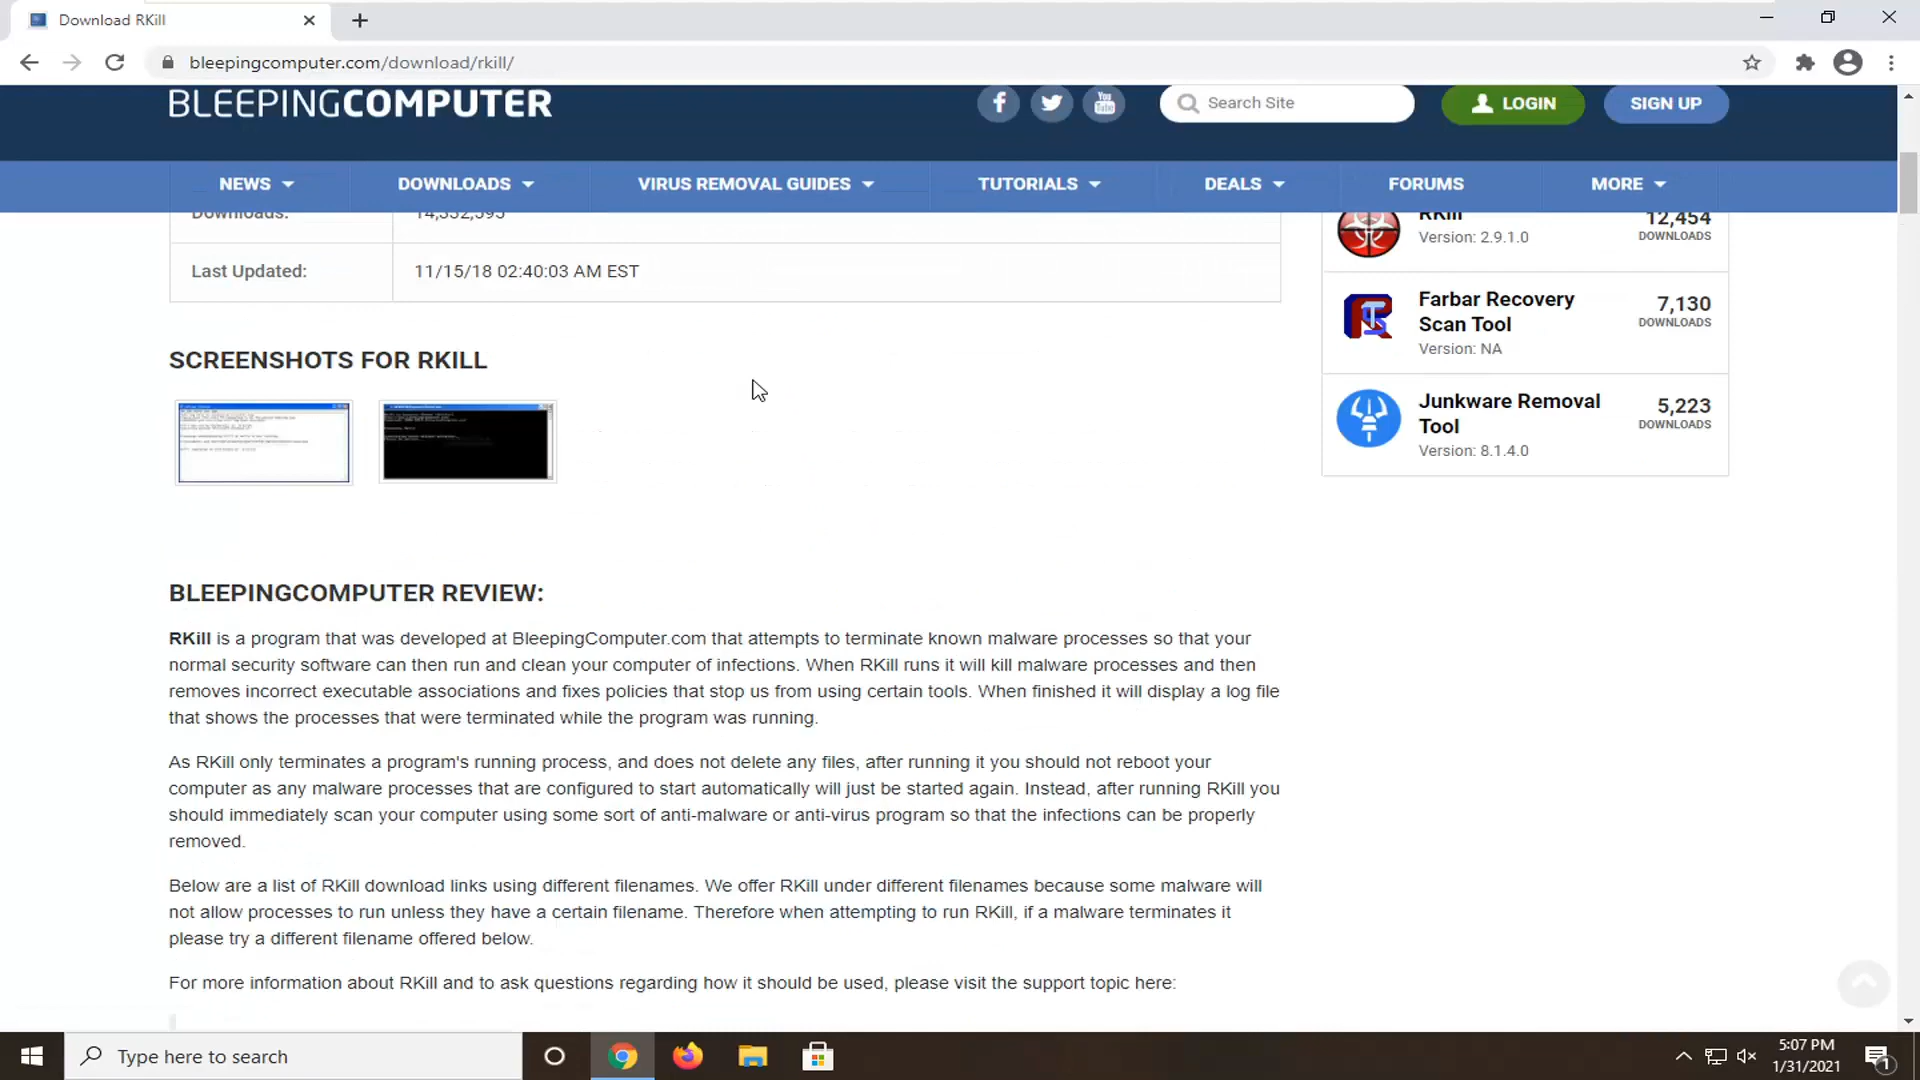 Download RKill
bleepingcomputer.com/download/rkill/
BLEEPINGCOMPUTER
Search Site
LOGIN
SIGN UP
NEWS
DOWNLOADS
VIRUS REMOVAL GUIDES
TUTORIALS
DEALS
FORUMS
MORE
Downloads:
14,332,595
Last Updated:
11/15/18 02:40:03 AM EST
RKill
Version: 2.9.1.0
12,454
DOWNLOADS
Farbar Recovery
Scan Tool
Version: NA
7,130
DOWNLOADS
Junkware Removal
Tool
Version: 8.1.4.0
5,223
DOWNLOADS
SCREENSHOTS FOR RKILL
BLEEPINGCOMPUTER REVIEW:
RKill is a program that was developed at BleepingComputer.com that attempts to terminate known malware processes so that your
normal security software can then run and clean your computer of infections. When RKill runs it will kill malware processes and then
removes incorrect executable associations and fixes policies that stop us from using certain tools. When finished it will display a log file
that shows the processes that were terminated while the program was running.
As RKill only terminates a program's running process, and does not delete any files, after running it you should not reboot your
computer as any malware processes that are configured to start automatically will just be started again. Instead, after running RKill you
should immediately scan your computer using some sort of anti-malware or anti-virus program so that the infections can be properly
removed.
Below are a list of RKill download links using different filenames. We offer RKill under different filenames because some malware will
not allow processes to run unless they have a certain filename. Therefore when attempting to run RKill, if a malware terminates it
please try a different filename offered below.
For more information about RKill and to ask questions regarding how it should be used, please visit the support topic here:
Type here to search
5:07 PM
1/31/2021
1